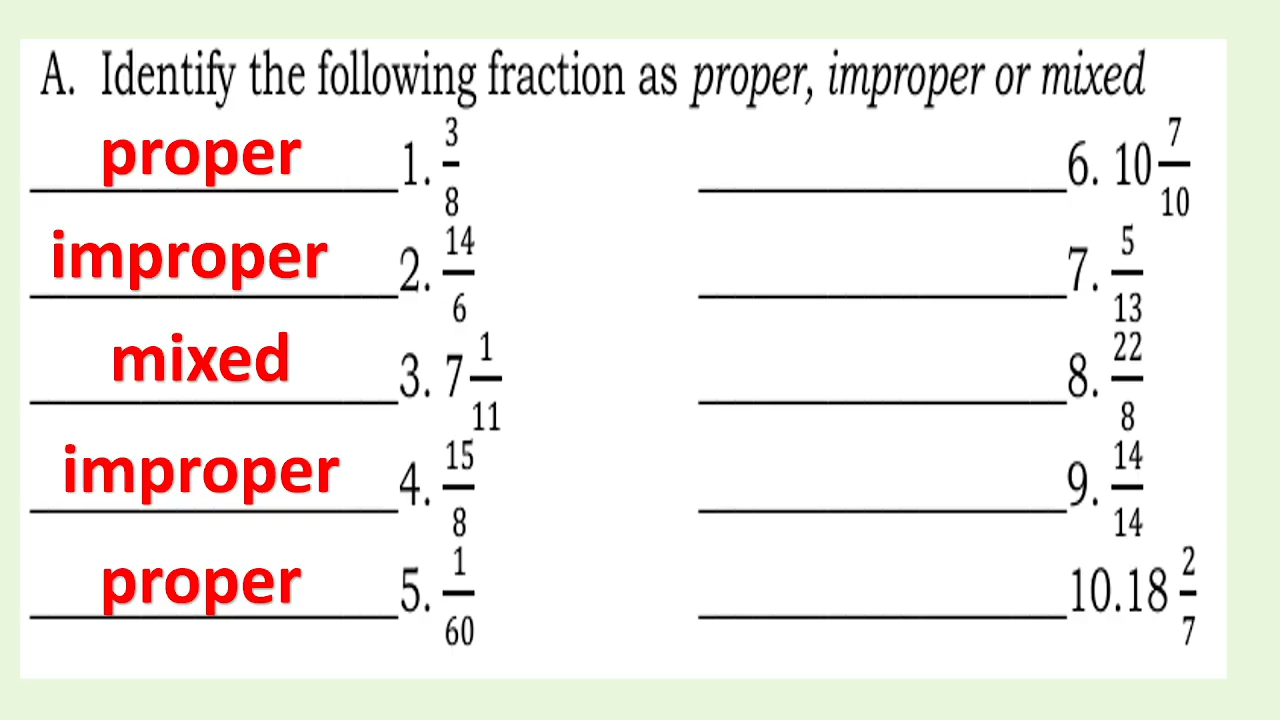 A. Identify the following fraction as proper, improper or mixed
proper 1. 3/8
improper 2. 14/6
mixed 3. 7 1/11
improper 4. 15/8
proper 5. 1/60
6. 10 7/10
7. 5/13
8. 22/8
9. 14/14
10. 18 2/7